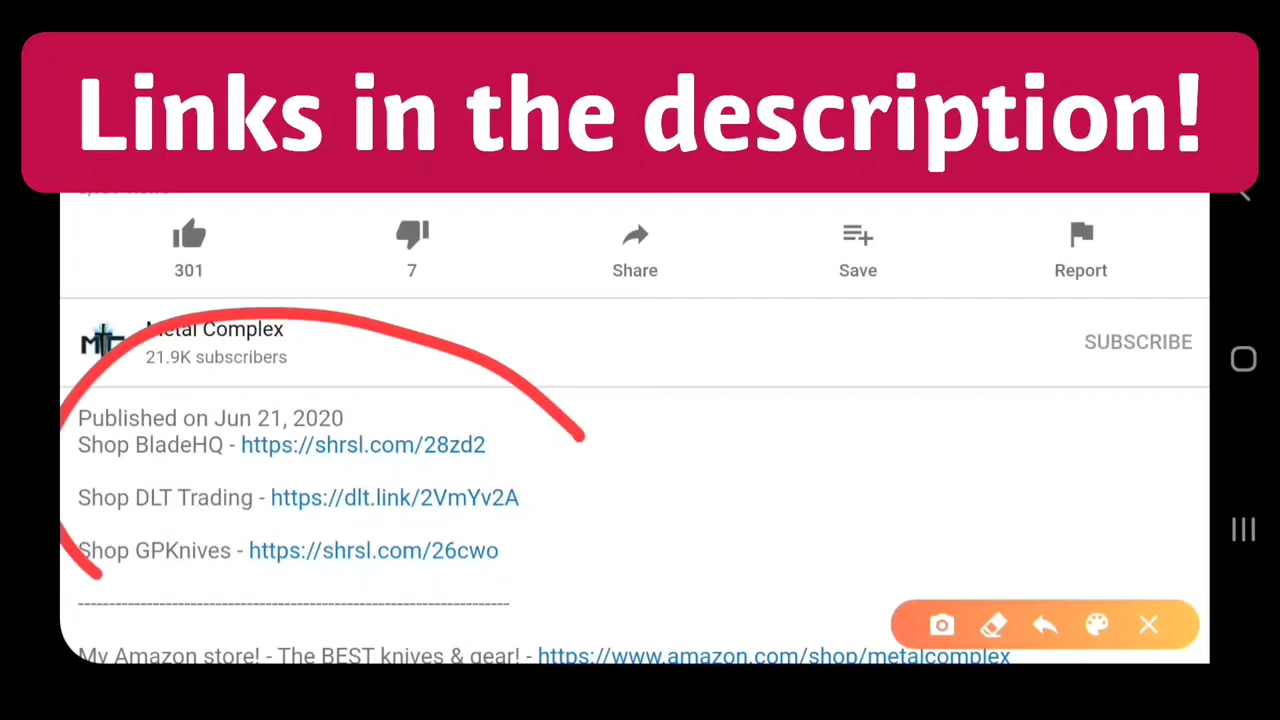 Links in the description!
301
7
Share
Save
Report
Metal Complex
21.9K subscribers
SUBSCRIBE
Published on Jun 21, 2020
Shop BladeHQ - https://shrsl.com/28zd2
Shop DLT Trading - https://dlt.link/2VmYv2A
Shop GPKnives - https://shrsl.com/26cwo
---------------------------------------------------------------------
My Amazon store! - The BEST knives & gear! - https://www.amazon.com/shop/metalcomplex